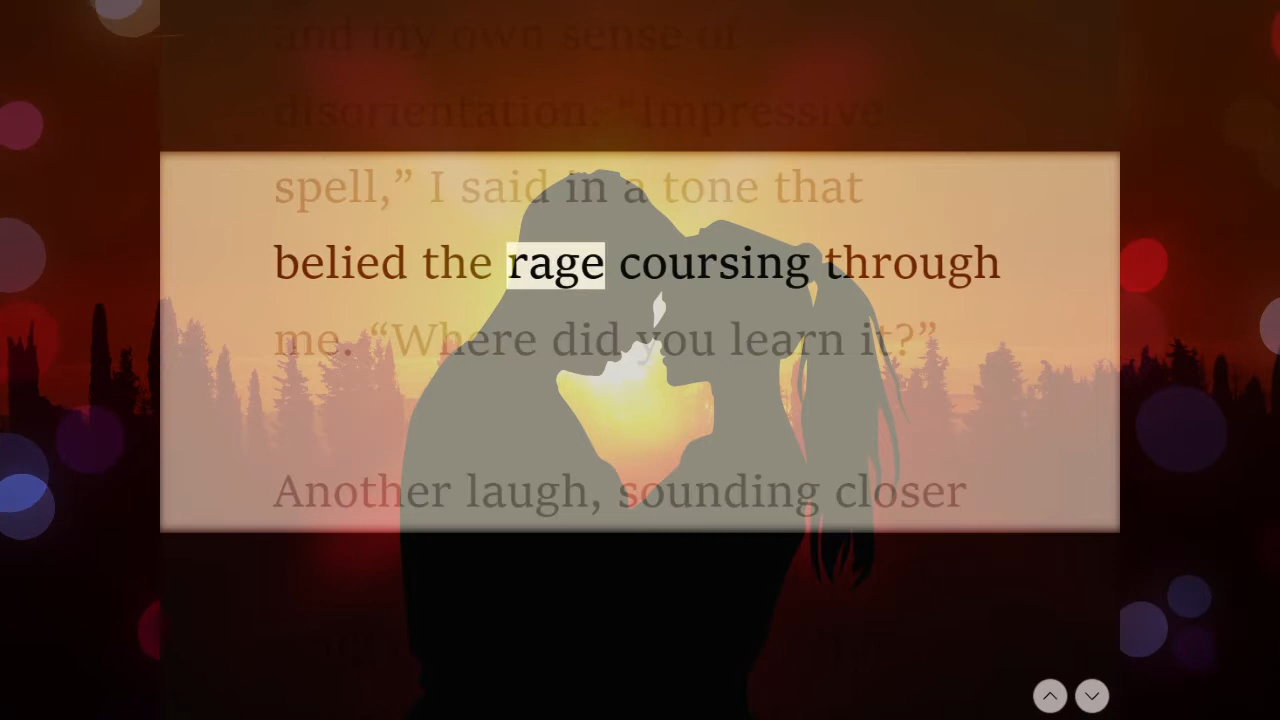 and my own sense of
disorientation. “Impressive
spell,” I said in a tone that
belied the rage coursing through
me. “Where did you learn it?”
Another laugh, sounding closer